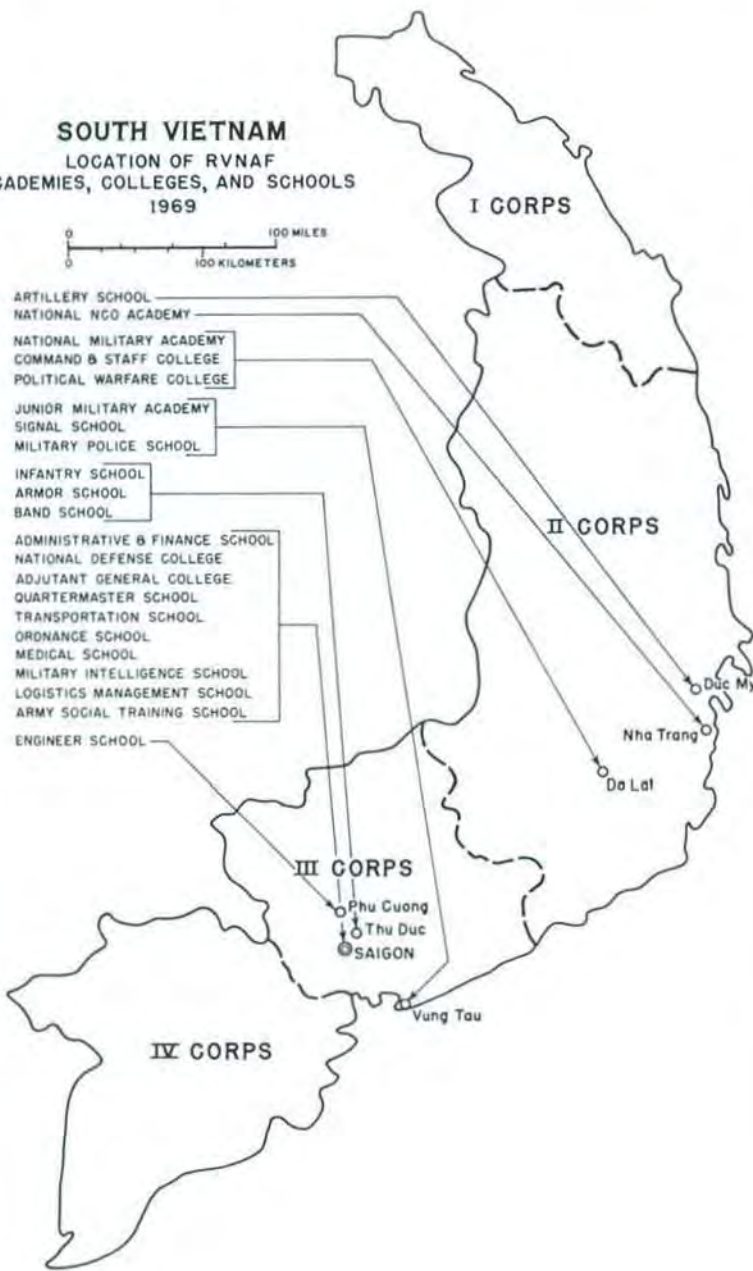 SOUTH VIETNAM
LOCATION OF RVNAF
CADEMIES, COLLEGES, AND SCHOOLS
1969
0 100 MILES
0 100 KILOMETERS
I CORPS
ARTILLERY SCHOOL
NATIONAL NCO ACADEMY
NATIONAL MILITARY ACADEMY
COMMAND & STAFF COLLEGE
POLITICAL WARFARE COLLEGE
JUNIOR MILITARY ACADEMY
SIGNAL SCHOOL
MILITARY POLICE SCHOOL
INFANTRY SCHOOL
ARMOR SCHOOL
BAND SCHOOL
II CORPS
ADMINISTRATIVE & FINANCE SCHOOL
NATIONAL DEFENSE COLLEGE
ADJUTANT GENERAL COLLEGE
QUARTERMASTER SCHOOL
TRANSPORTATION SCHOOL
ORDNANCE SCHOOL
MEDICAL SCHOOL
MILITARY INTELLIGENCE SCHOOL
LOGISTICS MANAGEMENT SCHOOL
ARMY SOCIAL TRAINING SCHOOL
ENGINEER SCHOOL
Duc My
Nha Trang
Da Lat
III CORPS
Phu Cuong
Thu Duc
SAIGON
Vung Tau
IV CORPS